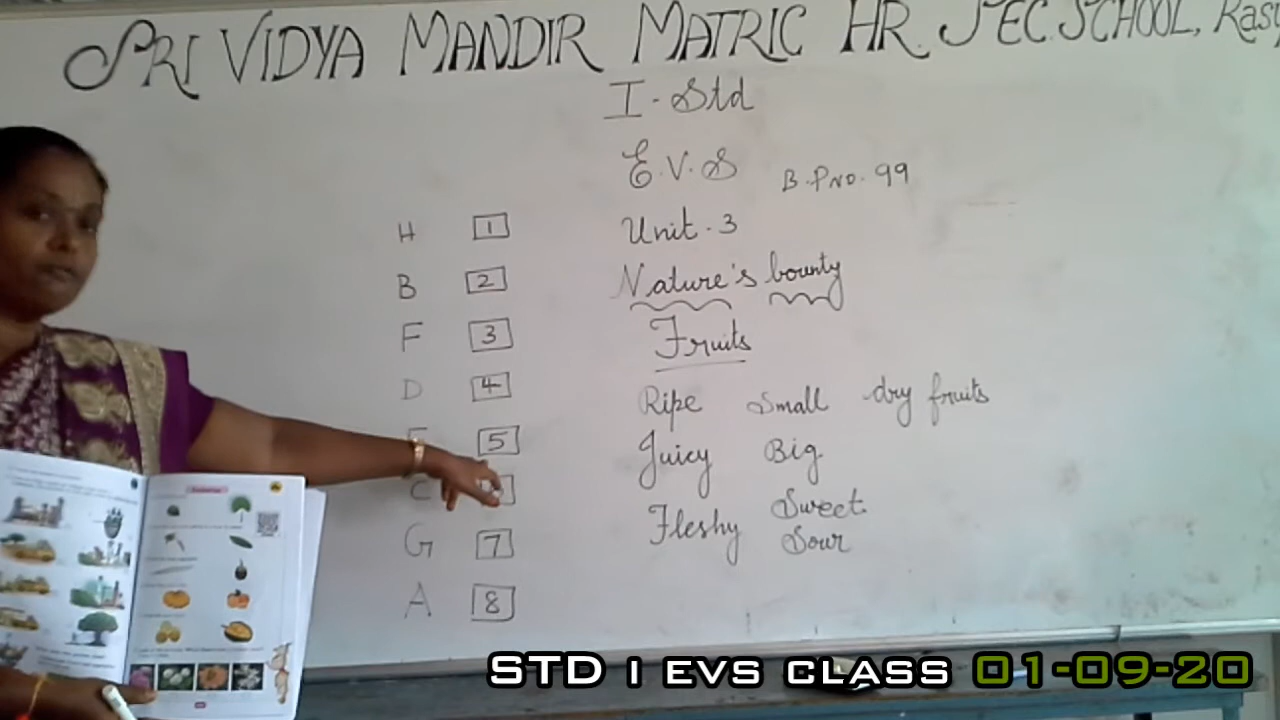 SRI VIDYA MANDIR MATRIC HR. SEC. SCHOOL,
I - Std
E.V.S B.P No. 99
H 1 Unit - 3
B 2 Nature's bounty
F 3 Fruits
D 4
Ripe Small dry fruits
E 5 Juicy Big
C
Fleshy Sweet
G 7 Sour
A 8
STD I EVS CLASS 01-09-20